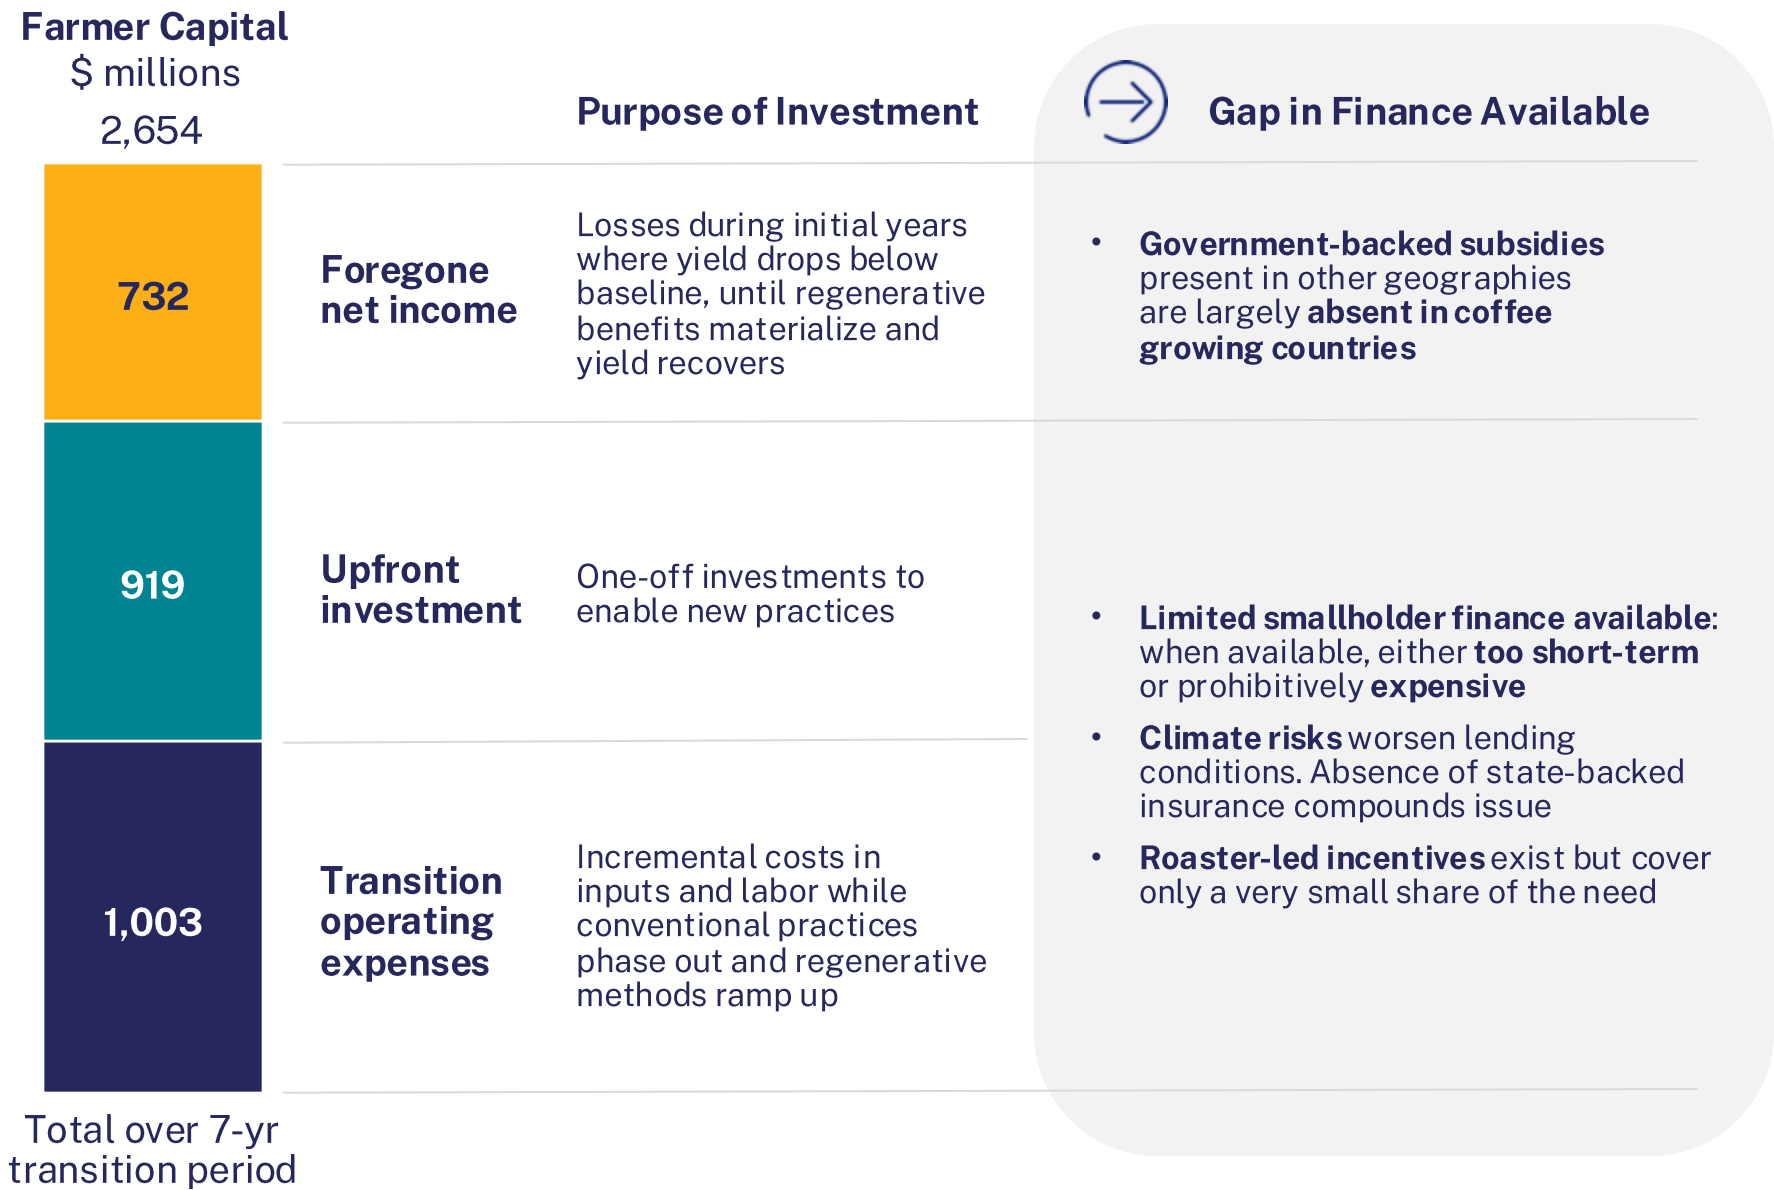 Farmer Capital
$ millions
2,654
Purpose of Investment
Gap in Finance Available
732
Foregone
net income
Losses during initial years
where yield drops below
baseline, until regenerative
benefits materialize and
yield recovers
• Government-backed subsidies
present in other geographies
are largely absent in coffee
growing countries
919
Upfront
investment
One-off investments to
enable new practices
1,003
Transition
operating
expenses
Incremental costs in
inputs and labor while
conventional practices
phase out and regenerative
methods ramp up
• Limited smallholder finance available:
when available, either too short-term
or prohibitively expensive
• Climate risks worsen lending
conditions. Absence of state-backed
insurance compounds issue
• Roaster-led incentives exist but cover
only a very small share of the need
Total over 7-yr
transition period